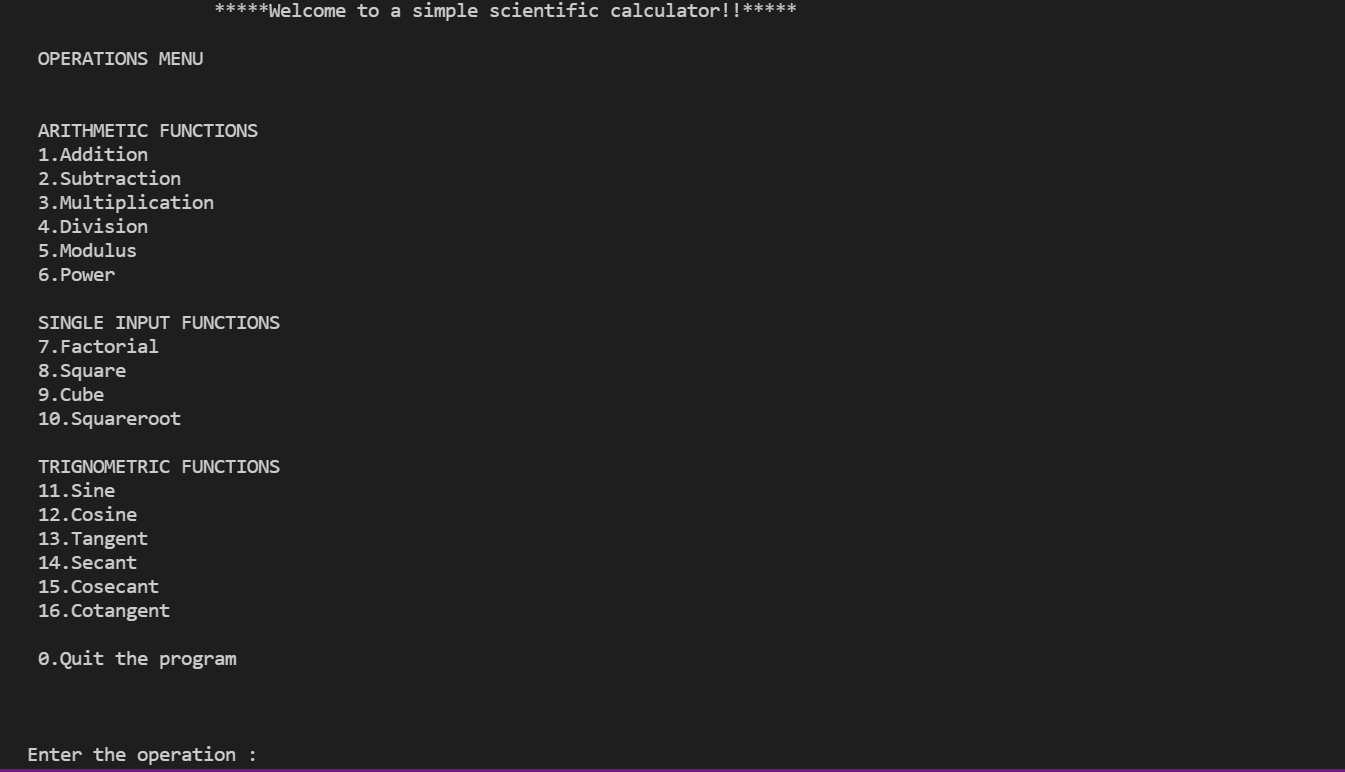 *****Welcome to a simple scientific calculator!!*****
OPERATIONS MENU
ARITHMETIC FUNCTIONS
1.Addition
2.Subtraction
3.Multiplication
4.Division
5.Modulus
6.Power
SINGLE INPUT FUNCTIONS
7.Factorial
8.Square
9.Cube
10.Squareroot
TRIGNOMETRIC FUNCTIONS
11.Sine
12.Cosine
13.Tangent
14.Secant
15.Cosecant
16.Cotangent
0.Quit the program
Enter the operation :